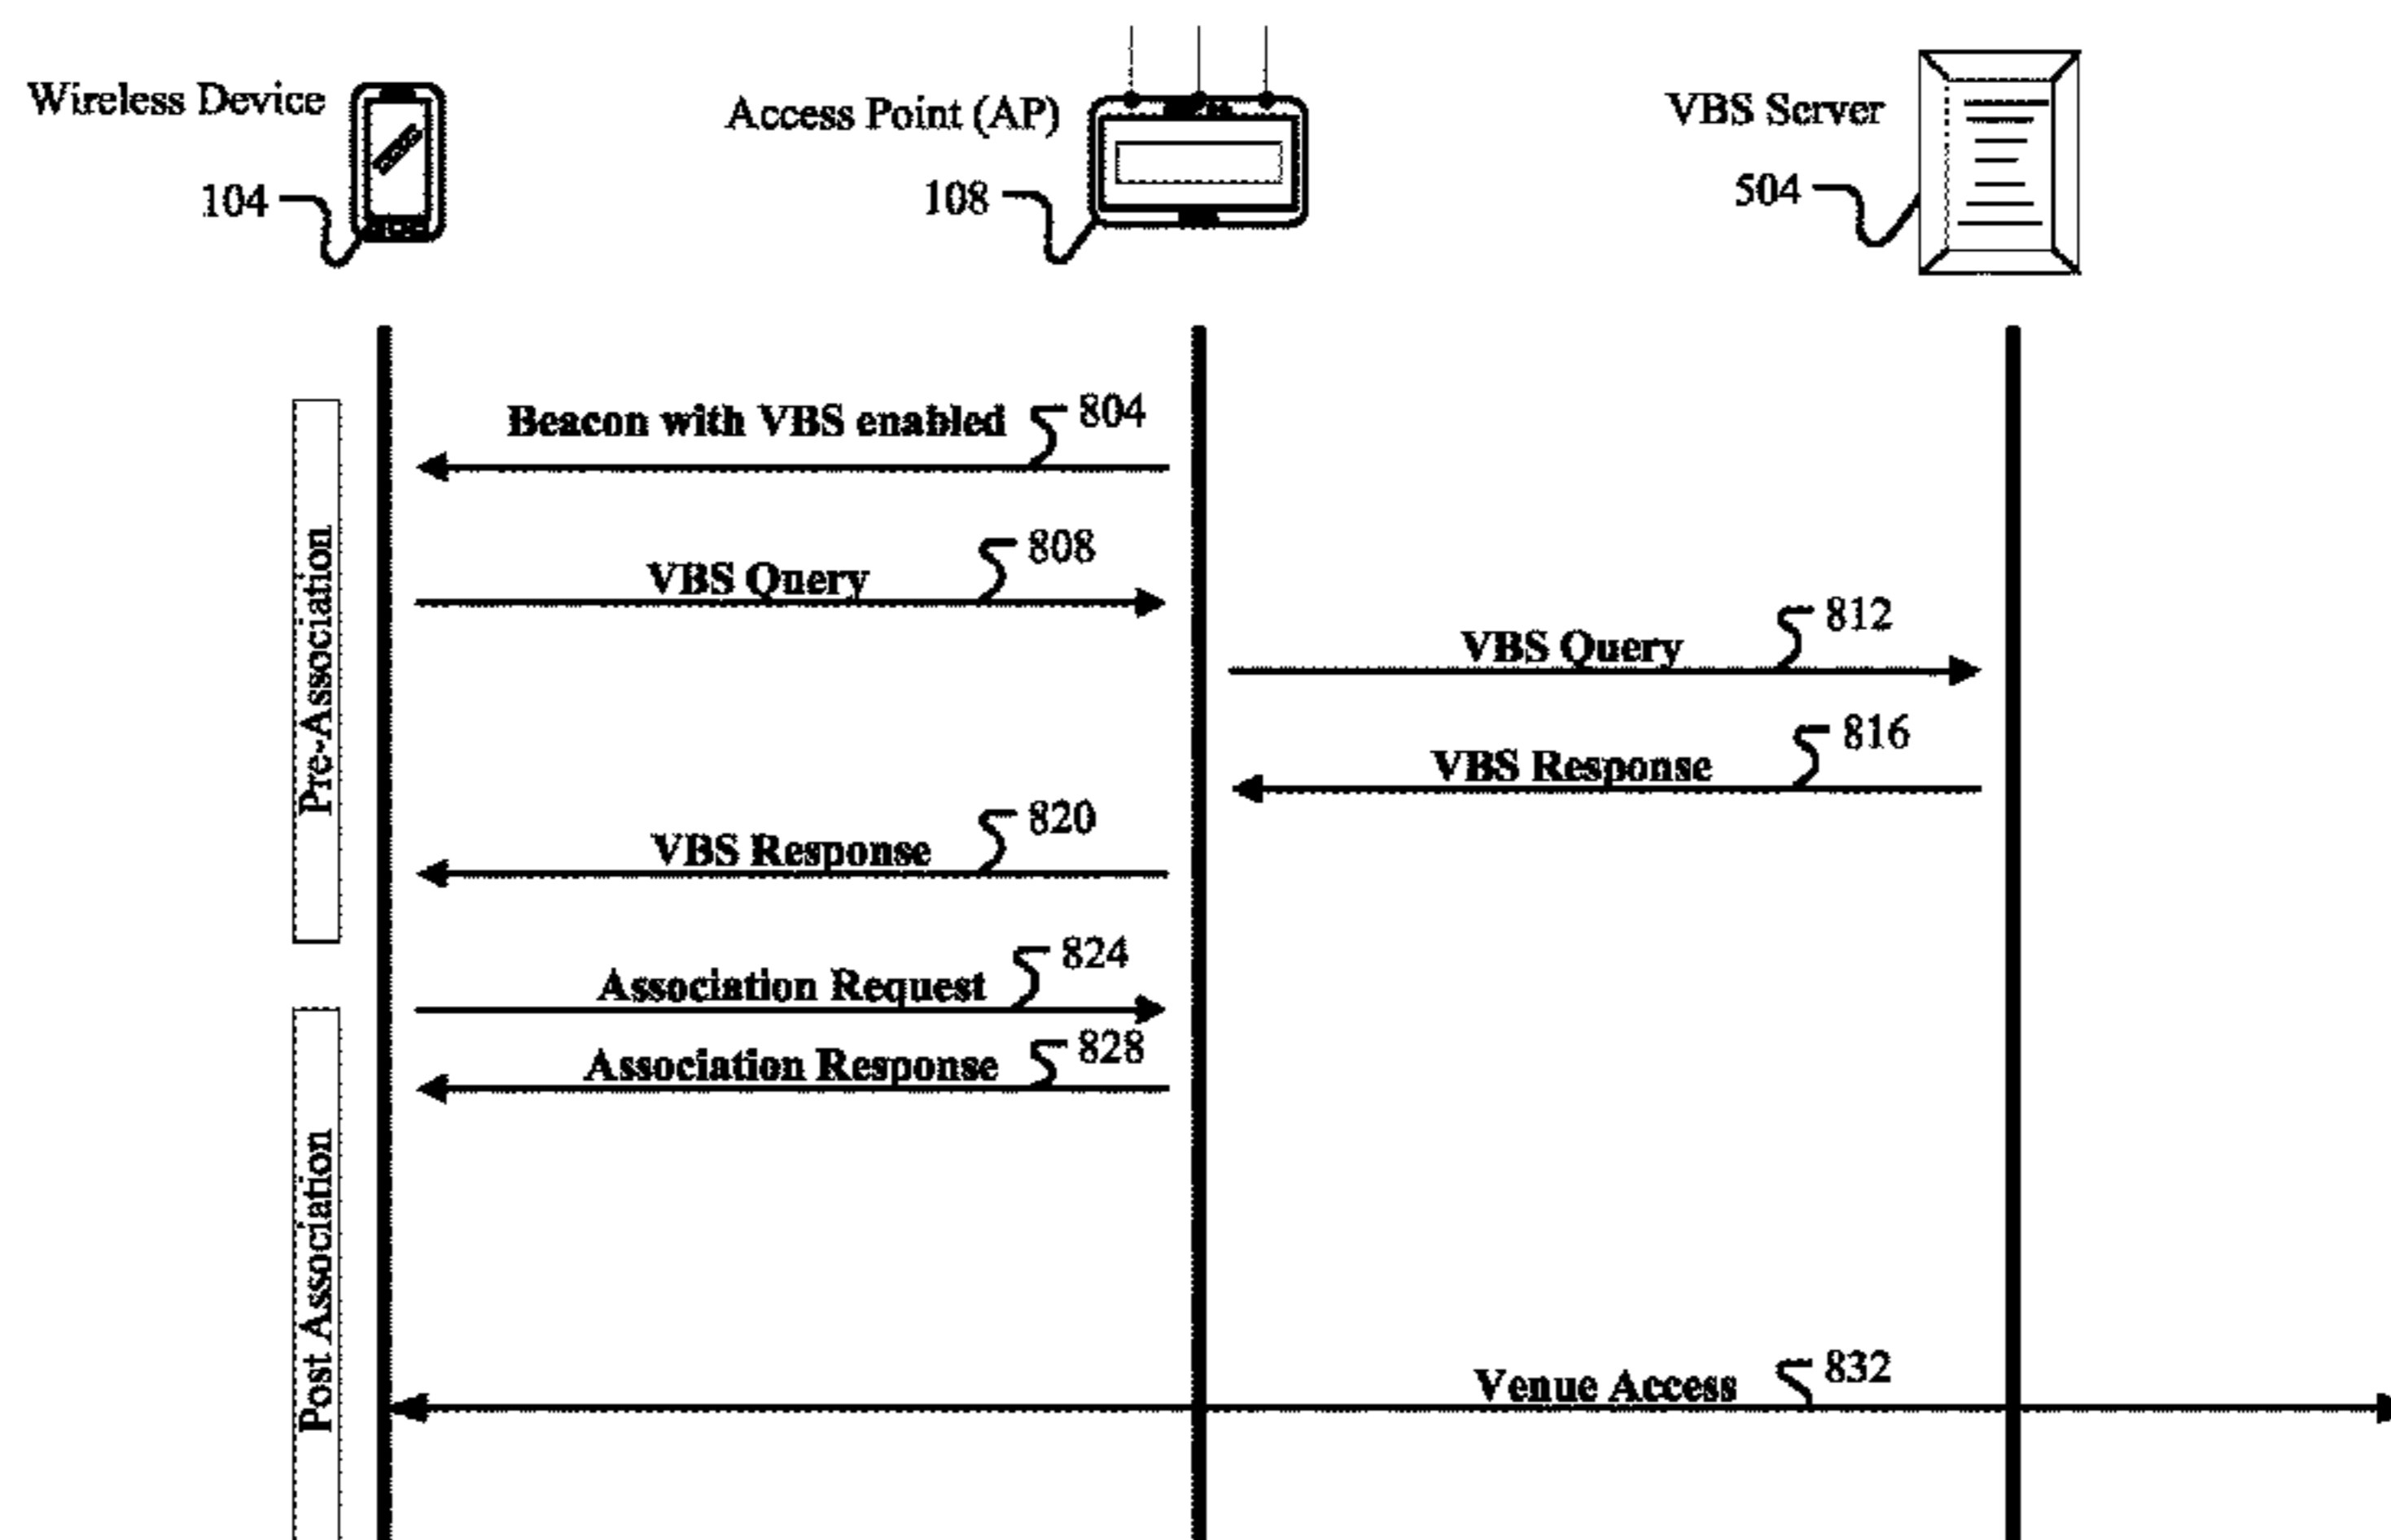 Wireless Device
104
Access Point (AP)
108
VBS Server
504
Pre-Association
Beacon with VBS enabled 804
VBS Query 808
VBS Query 812
VBS Response 816
VBS Response 820
Association Request 824
Post Association
Association Response 828
Venue Access 832